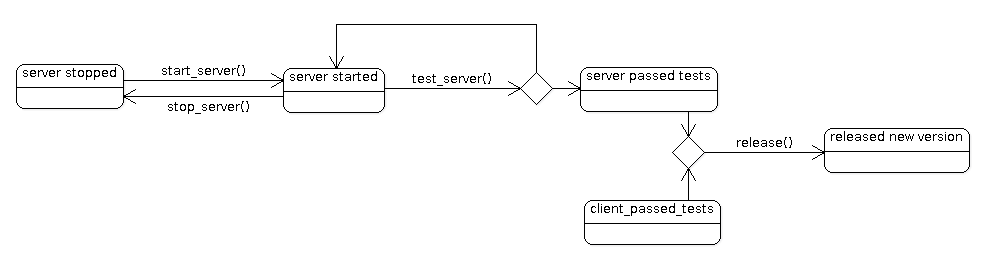 server stopped
start_server()
stop_server()
server started
test_server()
server passed tests
release()
released new version
client_passed_tests